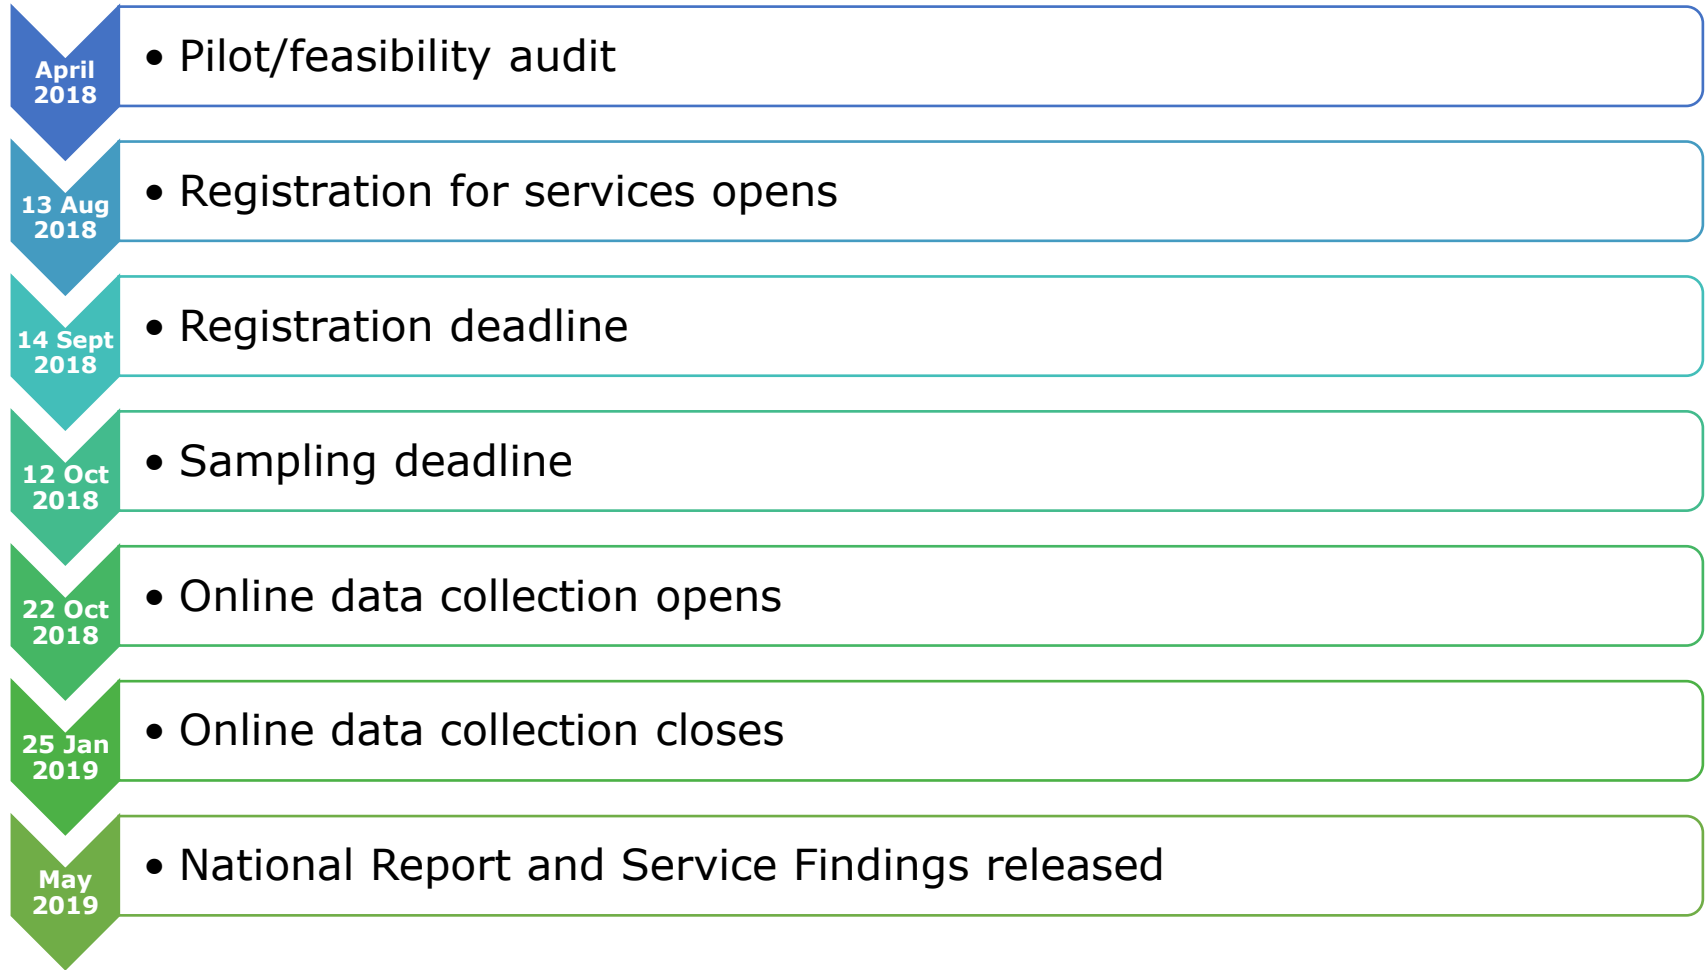 April
2018
• Pilot/feasibility audit
13 Aug
2018
• Registration for services opens
14 Sept
2018
• Registration deadline
12 Oct
2018
• Sampling deadline
22 Oct
2018
• Online data collection opens
25 Jan
2019
• Online data collection closes
May
2019
• National Report and Service Findings released